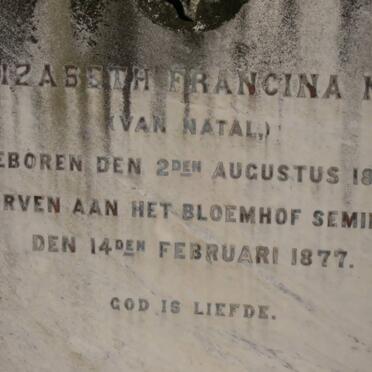 IZABETH FRANCINA
(VAN NATAL,)
EBOREN DEN 2DEN AUGUSTUS 18
RVEN AAN HET BLOEMHOF SEMI
DEN 14DEN FEBRUARI 1877.
GOD IS LIEFDE.